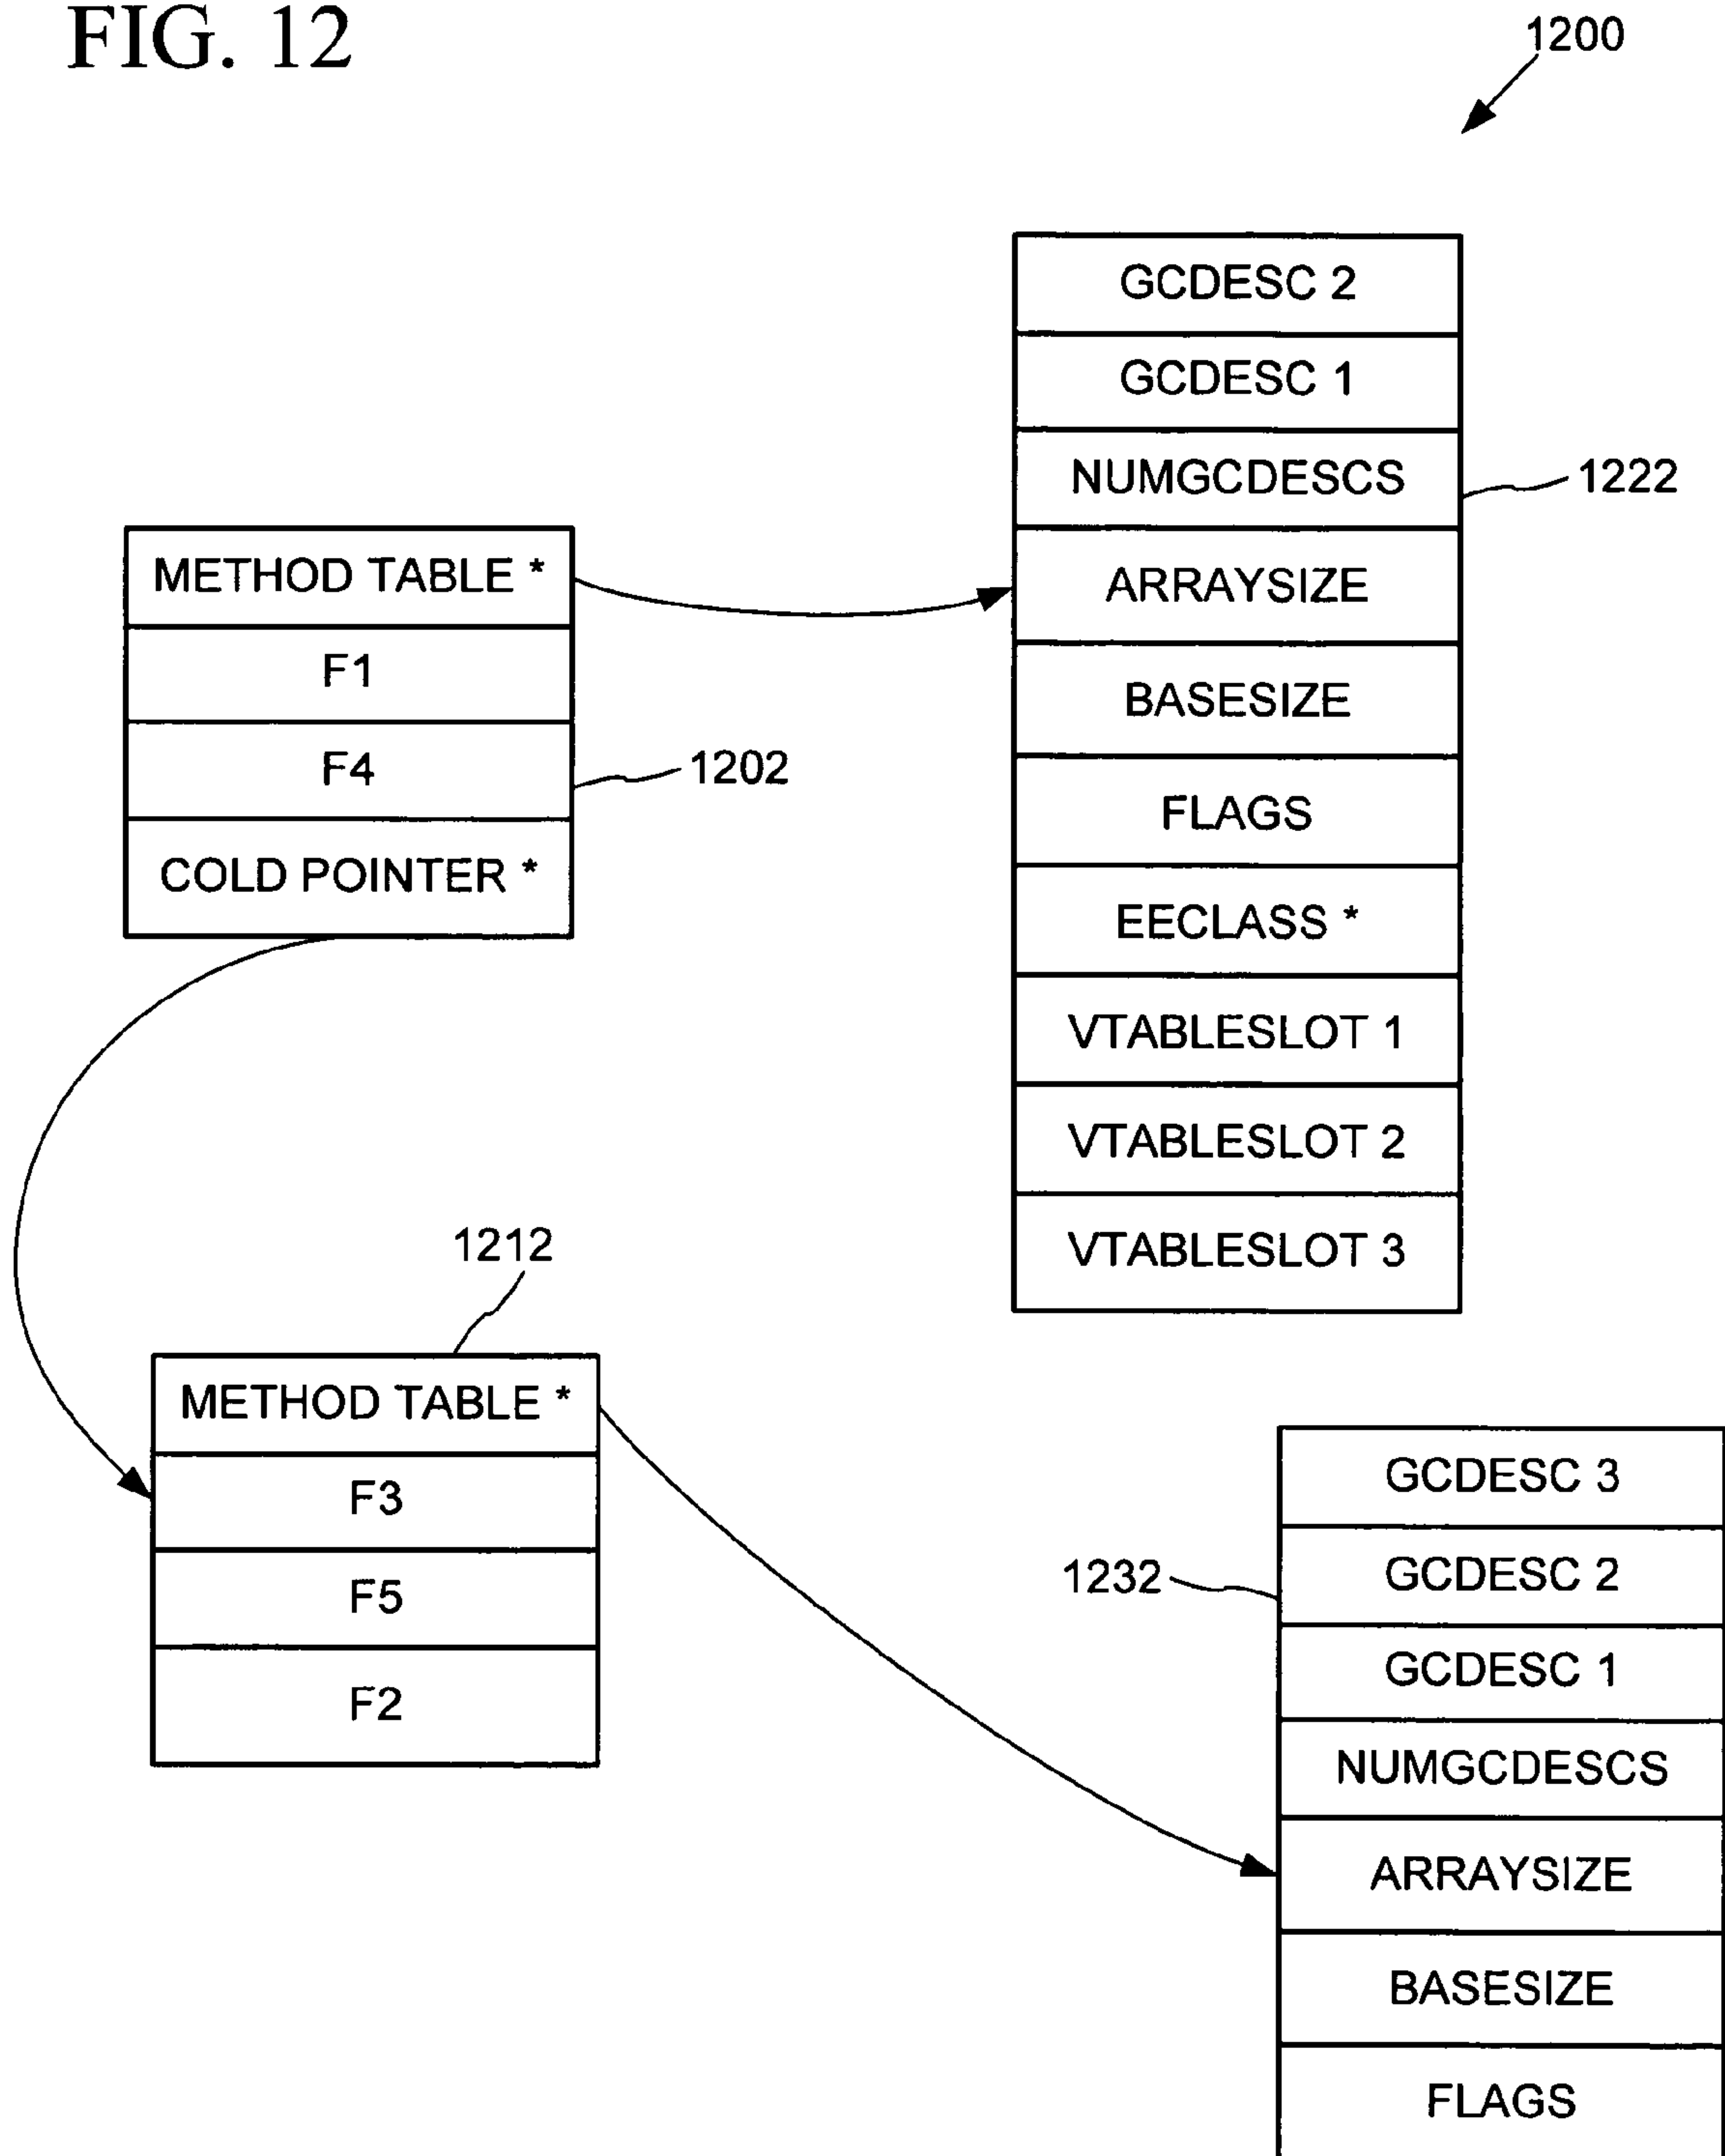 FIG. 12
1200
GCDESC 2
GCDESC 1
NUMGCDESCS
1222
ARRAYSIZE
BASESIZE
FLAGS
EECLASS *
VTABLESLOT 1
VTABLESLOT 2
VTABLESLOT 3
METHOD TABLE *
F1
F4
1202
COLD POINTER *
1212
METHOD TABLE *
F3
F5
F2
1232
GCDESC 3
GCDESC 2
GCDESC 1
NUMGCDESCS
ARRAYSIZE
BASESIZE
FLAGS